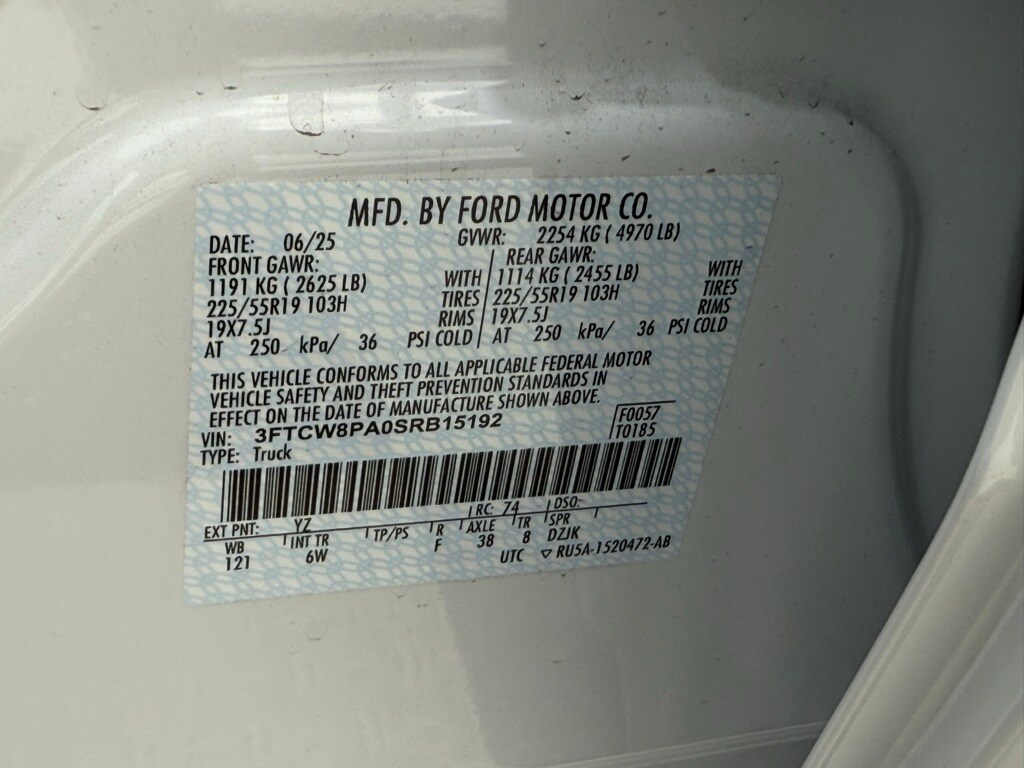 MFD. BY FORD MOTOR CO.
DATE: 06/25 GVWR: 2254 KG ( 4970 LB)
FRONT GAWR: REAR GAWR:
1191 KG ( 2625 LB) WITH 1114 KG ( 2455 LB) WITH
225/55R19 103H TIRES 225/55R19 103H TIRES
19X7.5J RIMS 19X7.5J RIMS
AT 250 kPa/ 36 PSI COLD AT 250 kPa/ 36 PSI COLD
THIS VEHICLE CONFORMS TO ALL APPLICABLE FEDERAL MOTOR
VEHICLE SAFETY AND THEFT PREVENTION STANDARDS IN
EFFECT ON THE DATE OF MANUFACTURE SHOWN ABOVE.
VIN: 3FTCW8PA0SRB15192 F0057
TYPE: Truck T0185
EXT PNT: YZ RC: 74 DSO:
WB INT TR TP/PS R AXLE TR SPR
121 6W F 38 8 DZJK
UTC ▽ RU5A-1520472-AB